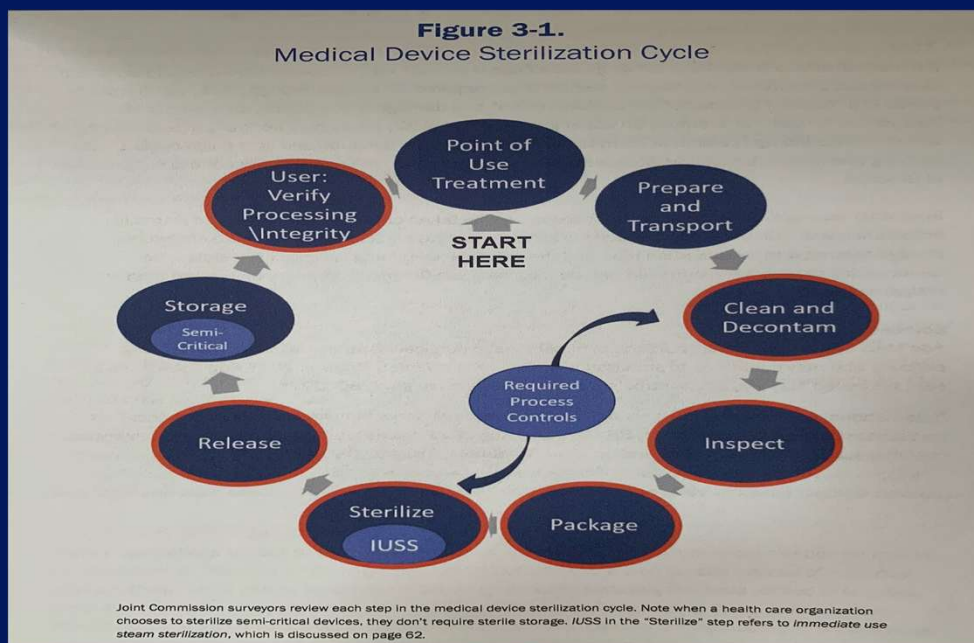 Figure 3-1.
Medical Device Sterilization Cycle
Point of
Use
Treatment
Prepare
and
Transport
Clean and
Decontam
Inspect
Package
Sterilize
IUSS
Release
Storage
Semi-
Critical
User:
Verify
Processing
\Integrity
START
HERE
Required
Process
Controls
Joint Commission surveyors review each step in the medical device sterilization cycle. Note when a health care organization
chooses to sterilize semi-critical devices, they don't require sterile storage. IUSS in the "Sterilize" step refers to immediate use
steam sterilization, which is discussed on page 62.